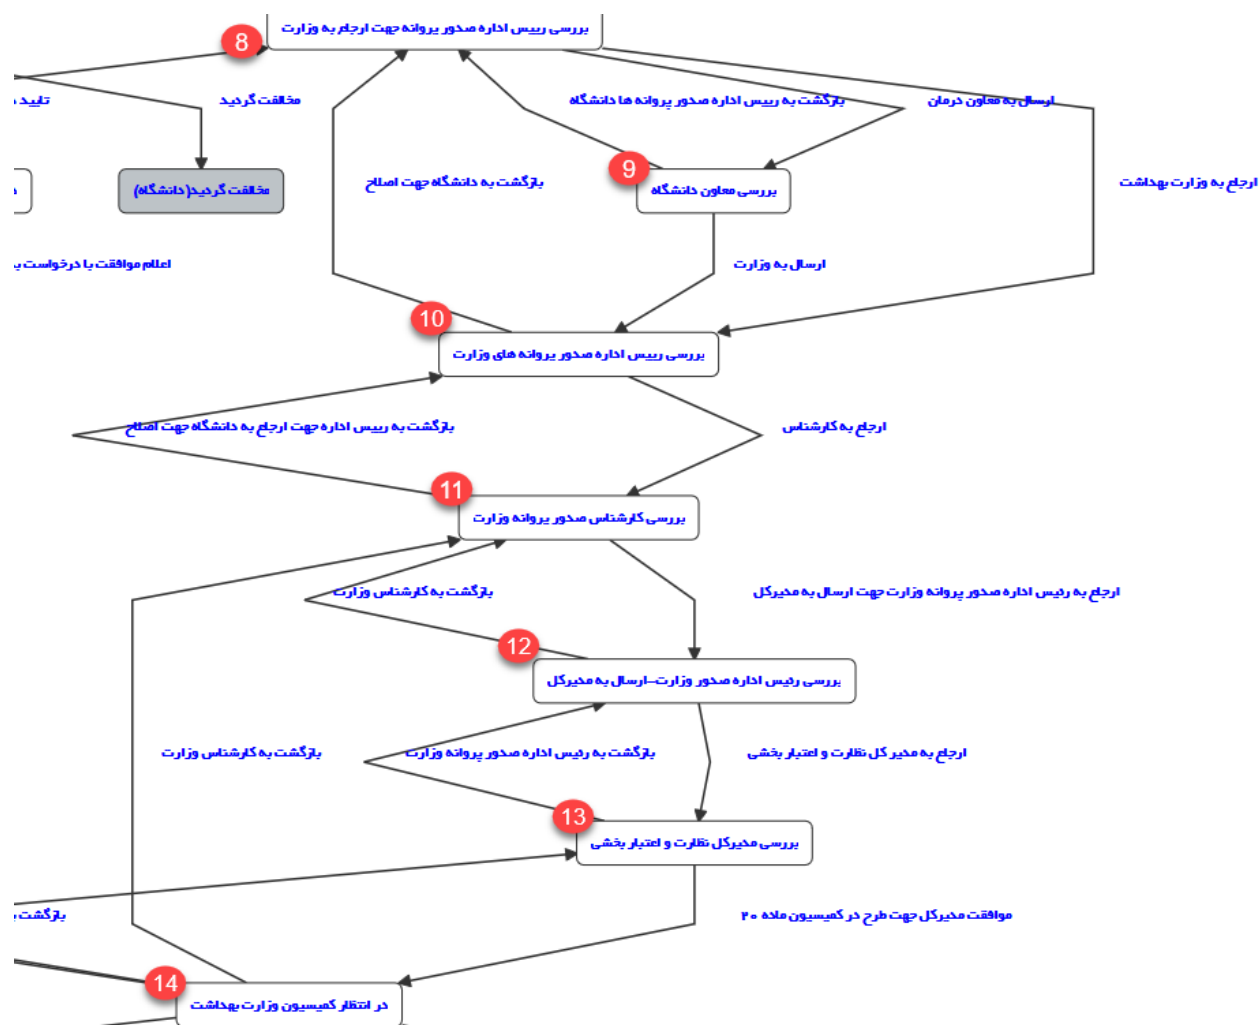 بررسی رییس اداره صدور پروانه جهت ارجاع به وزارت
8
تایید
مخالفت گردید
بازگشت به رییس اداره صدور پروانه ها دانشگاه
ارسال به معاون درمان
9
مخالفت گردید(دانشگاه)
بازگشت به دانشگاه جهت اصلاح
بررسی معاون دانشگاه
ارجاع به وزارت بهداشت
اعلام موافقت با درخواست
ارسال به وزارت
10
بررسی رییس اداره صدور پروانه های وزارت
بازگشت به رییس اداره جهت ارجاع به دانشگاه جهت اصلاح
ارجاع به کارشناس
11
بررسی کارشناس صدور پروانه وزارت
بازگشت به کارشناس وزارت
ارجاع به رئیس اداره صدور پروانه وزارت جهت ارسال به مدیرکل
12
بررسی رئیس اداره صدور وزارت-ارسال به مدیرکل
بازگشت به کارشناس وزارت
بازگشت به رئیس اداره صدور پروانه وزارت
ارجاع به مدیر کل نظارت و اعتبار بخشی
13
بررسی مدیرکل نظارت و اعتبار بخشی
بازگشت
موافقت مدیرکل جهت طرح در کمیسیون ماده ۲۰
14
در انتظار کمیسیون وزارت بهداشت